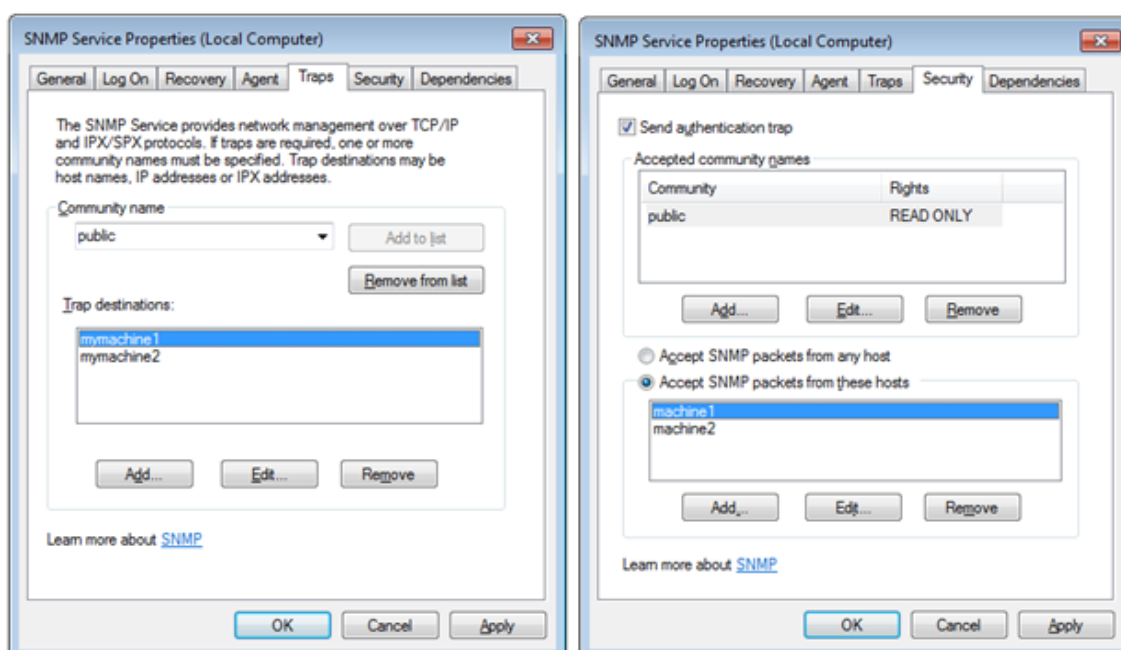 SNMP Service Properties (Local Computer)
General Log On Recovery Agent Traps Security Dependencies
The SNMP Service provides network management over TCP/IP
and IPX/SPX protocols. If traps are required, one or more
community names must be specified. Trap destinations may be
host names, IP addresses or IPX addresses.
Community name
public
Add to list
Remove from list
Trap destinations:
mymachine1
mymachine2
Add... Edit... Remove
Learn more about SNMP
OK Cancel Apply
SNMP Service Properties (Local Computer)
General Log On Recovery Agent Traps Security Dependencies
Send authentication trap
Accepted community names
Community Rights
public READ ONLY
Add... Edit... Remove
Accept SNMP packets from any host
Accept SNMP packets from these hosts
machine1
machine2
Add... Edit... Remove
Learn more about SNMP
OK Cancel Apply